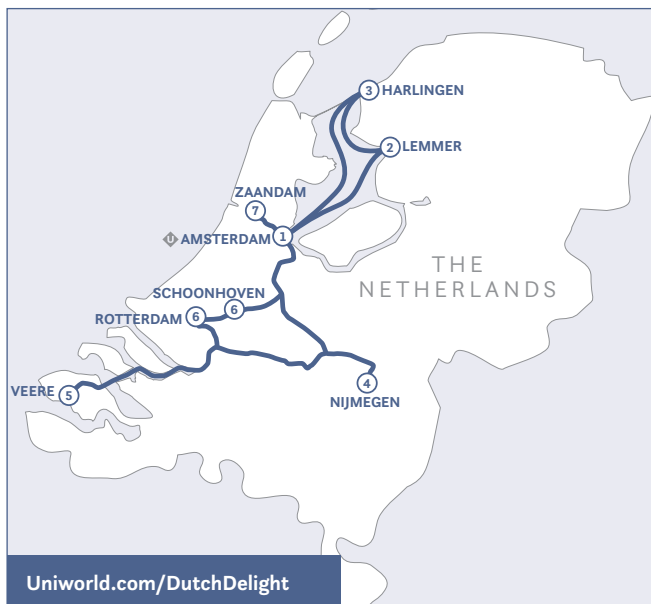 3 HARLINGEN
2 LEMMER
ZAANDAM
7
U AMSTERDAM 1
THE
NETHERLANDS
SCHOONHOVEN
6
ROTTERDAM 6
VEERE 5
4
NIJMEGEN
Uniworld.com/DutchDelight